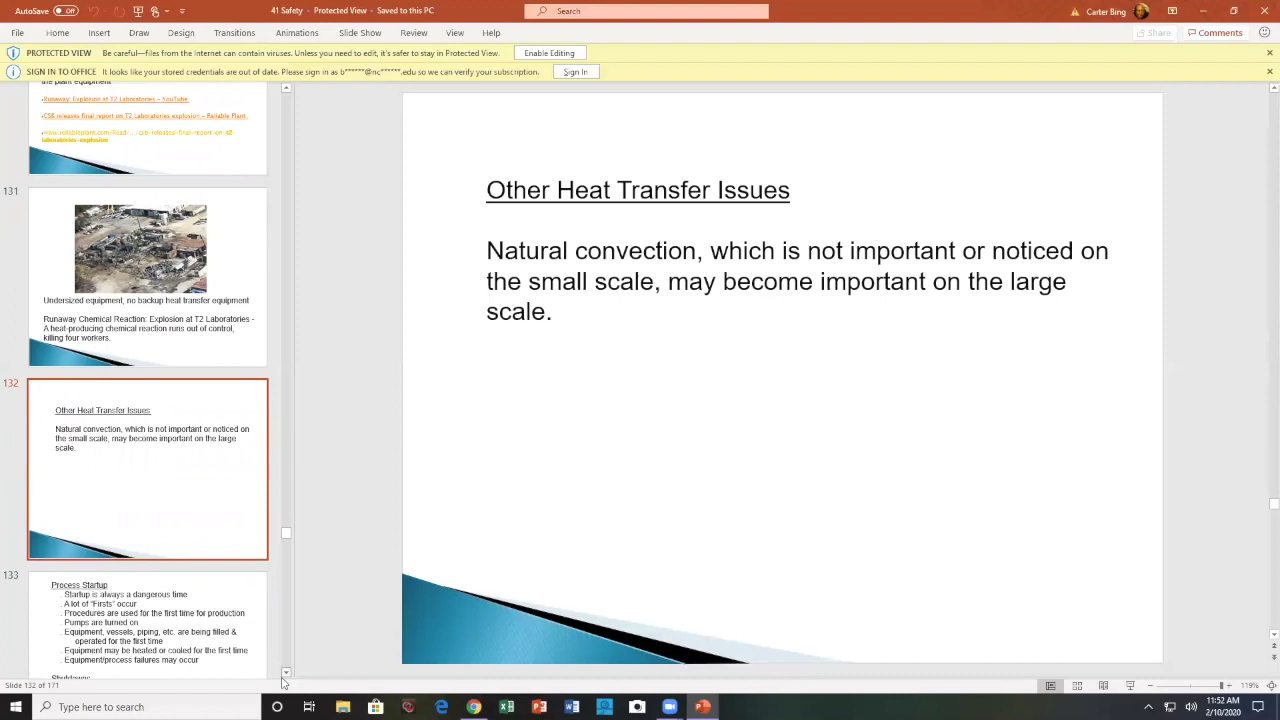 AutoSave Off
41 Safety - Protected View - Saved to this PC
Search
Carter Bing
File Home Insert Draw Design Transitions Animations Slide Show Review View Help
Share Comments
PROTECTED VIEW Be careful—files from the Internet can contain viruses. Unless you need to edit, it's safer to stay in Protected View. Enable Editing
SIGN IN TO OFFICE It looks like your stored credentials are out of date. Please sign in as b******@nc******.edu so we can verify your subscription. Sign In
the plant equipment
Runaway: Explosion at T2 Laboratories - YouTube
CSB releases final report on T2 Laboratories explosion - Reliable Plant
www.reliableplant.com/Read/.../csb-releases-final-report-on-t2-
laboratories-explosion
131
Undersized equipment, no backup heat transfer equipment
Runaway Chemical Reaction: Explosion at T2 Laboratories -
A heat-producing chemical reaction runs out of control,
killing four workers.
132
Other Heat Transfer Issues
Natural convection, which is not important or noticed on
the small scale, may become important on the large
scale.
133
Process Startup
. Startup is always a dangerous time
. A lot of "Firsts" occur
. Procedures are used for the first time for production
. Pumps are turned on
. Equipment, vessels, piping, etc. are being filled &
operated for the first time
. Equipment may be heated or cooled for the first time
. Equipment/process failures may occur
Other Heat Transfer Issues
Natural convection, which is not important or noticed on
the small scale, may become important on the large
scale.
Slide 132 of 171
119%
Type here to search
11:52 AM
2/10/2020